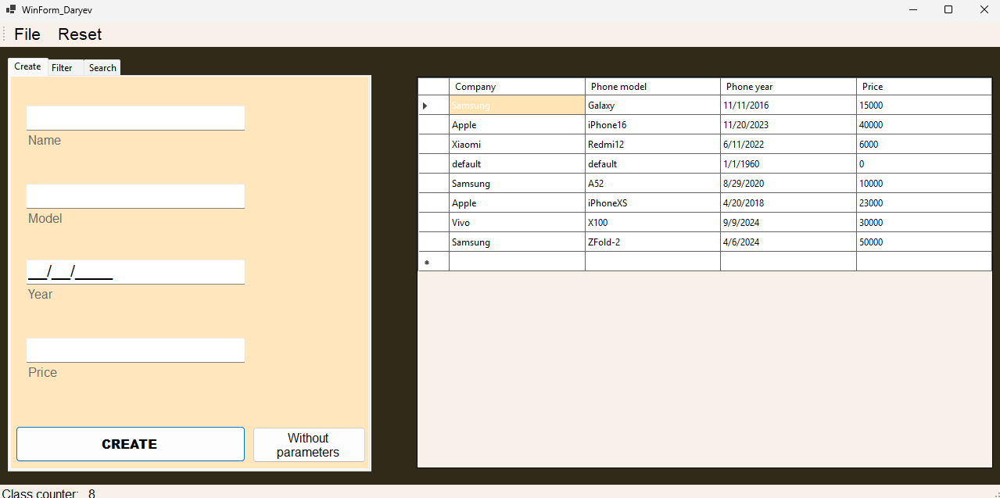 WinForm_Daryev
File Reset
Create Filter Search
Name
Model
__/__/____
Year
Price
CREATE
Without
parameters
Company Phone model Phone year Price
Samsung Galaxy 11/11/2016 15000
Apple iPhone16 11/20/2023 40000
Xiaomi Redmi12 6/11/2022 6000
default default 1/1/1960 0
Samsung A52 8/29/2020 10000
Apple iPhoneXS 4/20/2018 23000
Vivo X100 9/9/2024 30000
Samsung ZFold-2 4/6/2024 50000
Class counter: 8